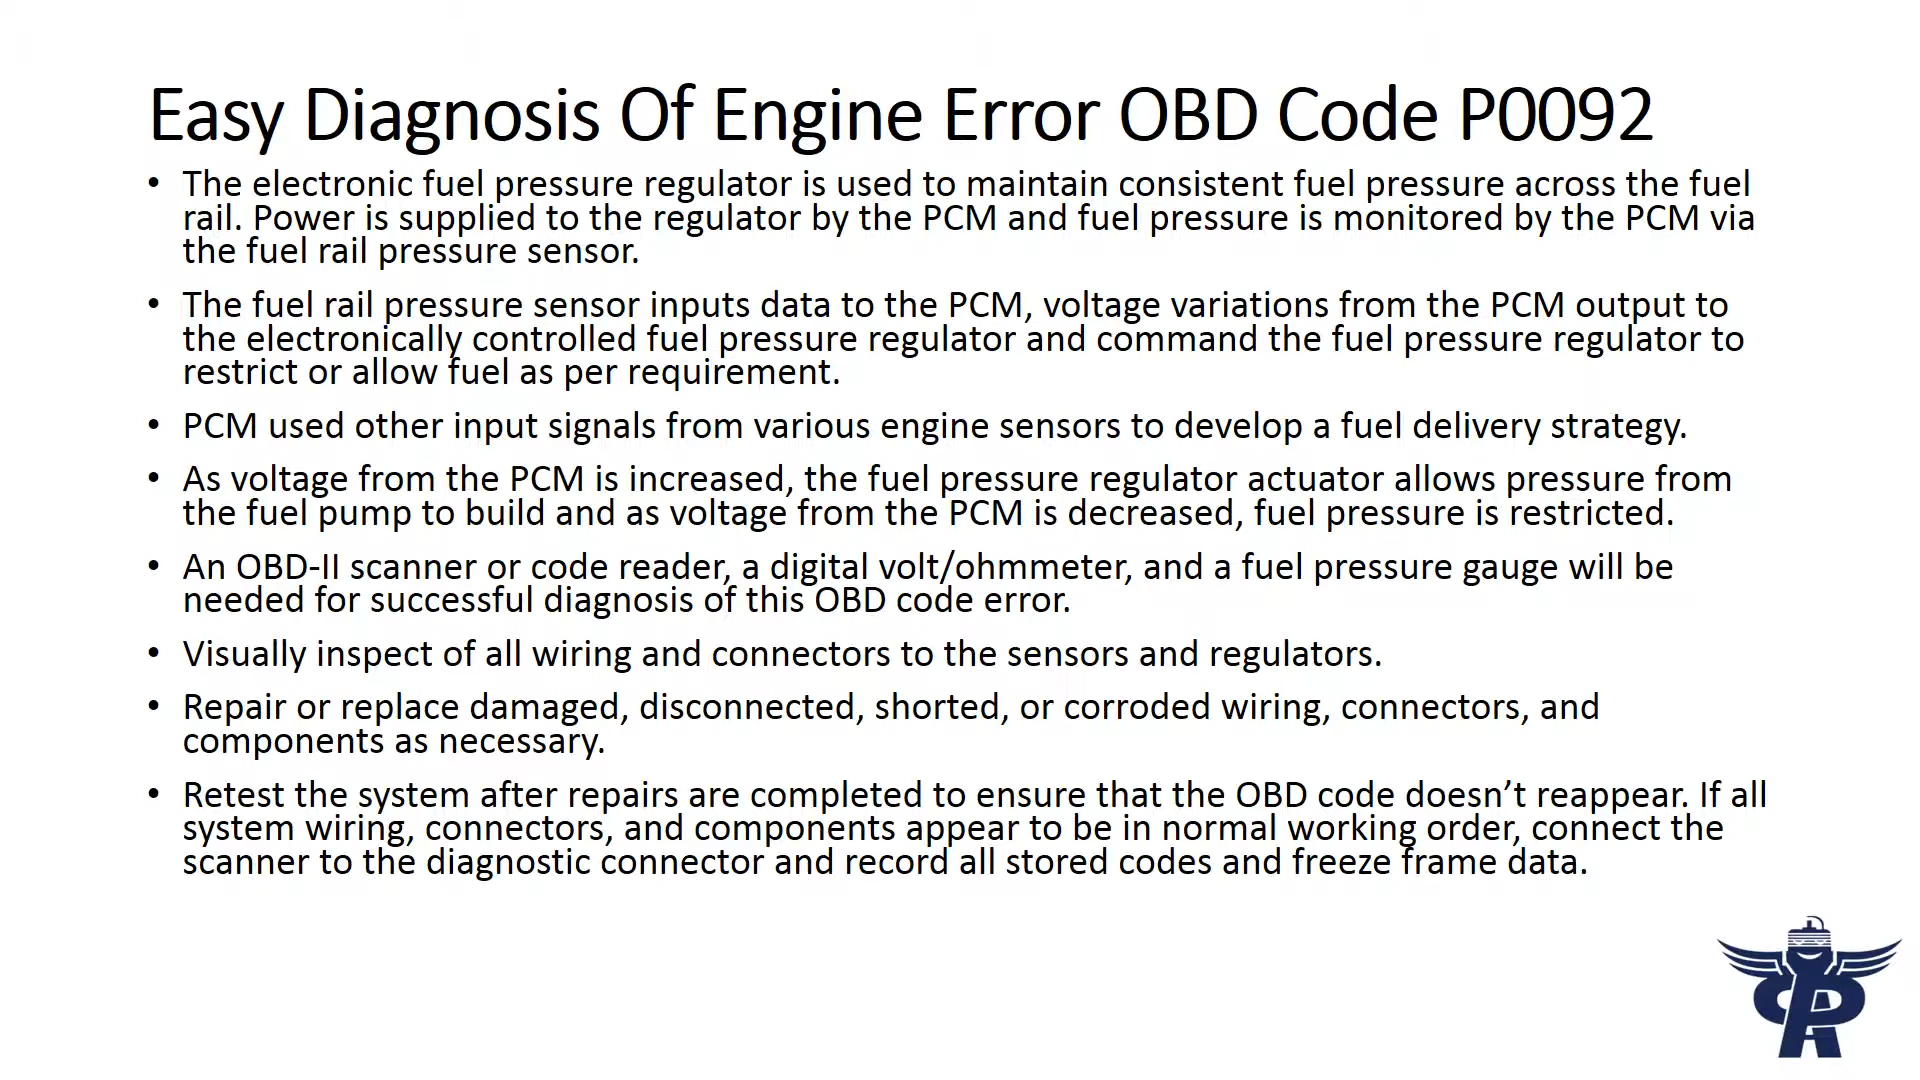 Easy Diagnosis Of Engine Error OBD Code P0092
• The electronic fuel pressure regulator is used to maintain consistent fuel pressure across the fuel
rail. Power is supplied to the regulator by the PCM and fuel pressure is monitored by the PCM via
the fuel rail pressure sensor.
• The fuel rail pressure sensor inputs data to the PCM, voltage variations from the PCM output to
the electronically controlled fuel pressure regulator and command the fuel pressure regulator to
restrict or allow fuel as per requirement.
• PCM used other input signals from various engine sensors to develop a fuel delivery strategy.
• As voltage from the PCM is increased, the fuel pressure regulator actuator allows pressure from
the fuel pump to build and as voltage from the PCM is decreased, fuel pressure is restricted.
• An OBD-II scanner or code reader, a digital volt/ohmmeter, and a fuel pressure gauge will be
needed for successful diagnosis of this OBD code error.
• Visually inspect of all wiring and connectors to the sensors and regulators.
• Repair or replace damaged, disconnected, shorted, or corroded wiring, connectors, and
components as necessary.
• Retest the system after repairs are completed to ensure that the OBD code doesn’t reappear. If all
system wiring, connectors, and components appear to be in normal working order, connect the
scanner to the diagnostic connector and record all stored codes and freeze frame data.